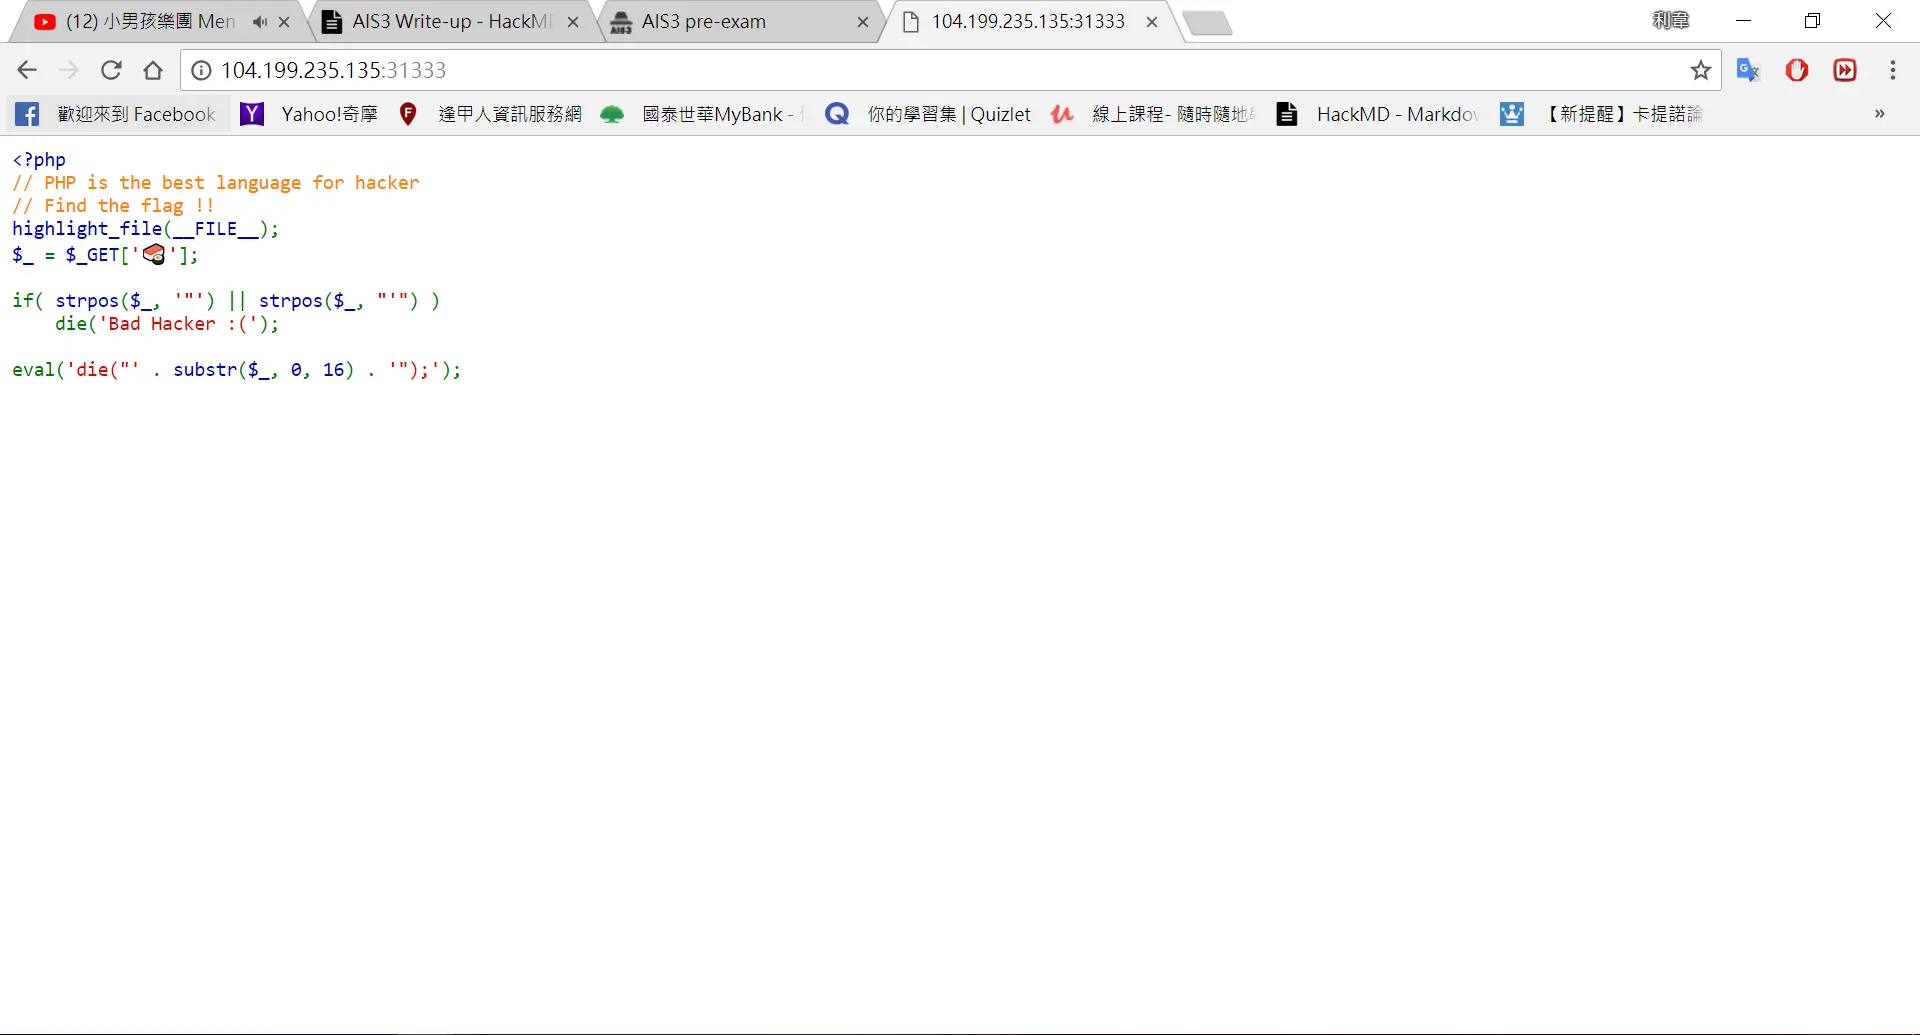 (12) 小男孩樂團 Men
AIS3 Write-up - HackM
AIS3 pre-exam
104.199.235.135:31333
利韋
104.199.235.135:31333
歡迎來到 Facebook
Yahoo!奇摩
逢甲人資訊服務網
國泰世華MyBank -
你的學習集 | Quizlet
線上課程- 隨時隨地
HackMD - Markdow
【新提醒】卡提諾論
»
<?php
// PHP is the best language for hacker
// Find the flag !!
highlight_file(__FILE__);
$_ = $_GET['🍣'];
if( strpos($_, '"') || strpos($_, "'") )
    die('Bad Hacker :(');
eval('die("' . substr($_, 0, 16) . '");');